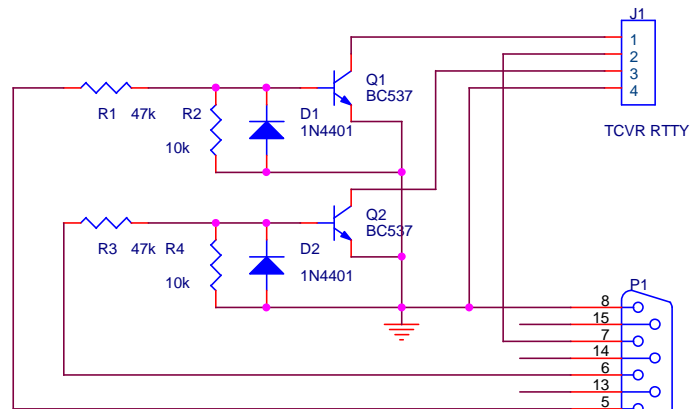 J1
1
2
3
4
TCVR RTTY
Q1
BC537
R1 47k
R2
10k
D1
1N4401
Q2
BC537
R3 47k
R4
10k
D2
1N4401
P1
8
15
7
14
6
13
5